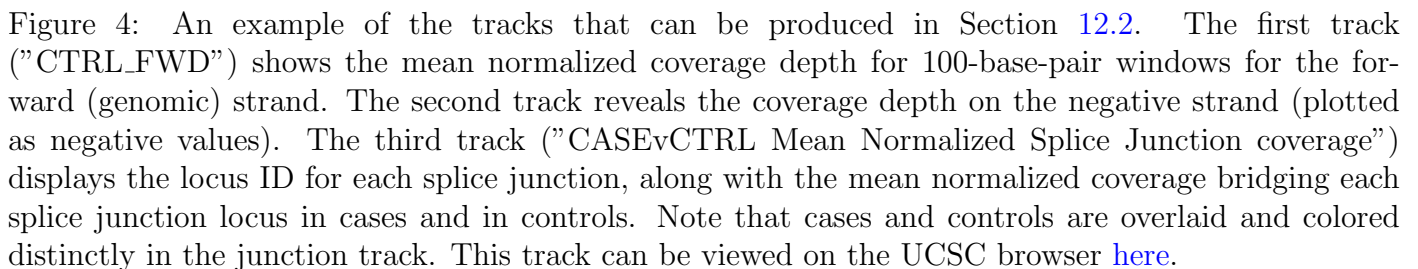 Figure 4: An example of the tracks that can be produced in Section 12.2. The first track
(”CTRL_FWD”) shows the mean normalized coverage depth for 100-base-pair windows for the for-
ward (genomic) strand. The second track reveals the coverage depth on the negative strand (plotted
as negative values). The third track (”CASEvCTRL Mean Normalized Splice Junction coverage”)
displays the locus ID for each splice junction, along with the mean normalized coverage bridging each
splice junction locus in cases and in controls. Note that cases and controls are overlaid and colored
distinctly in the junction track. This track can be viewed on the UCSC browser here.